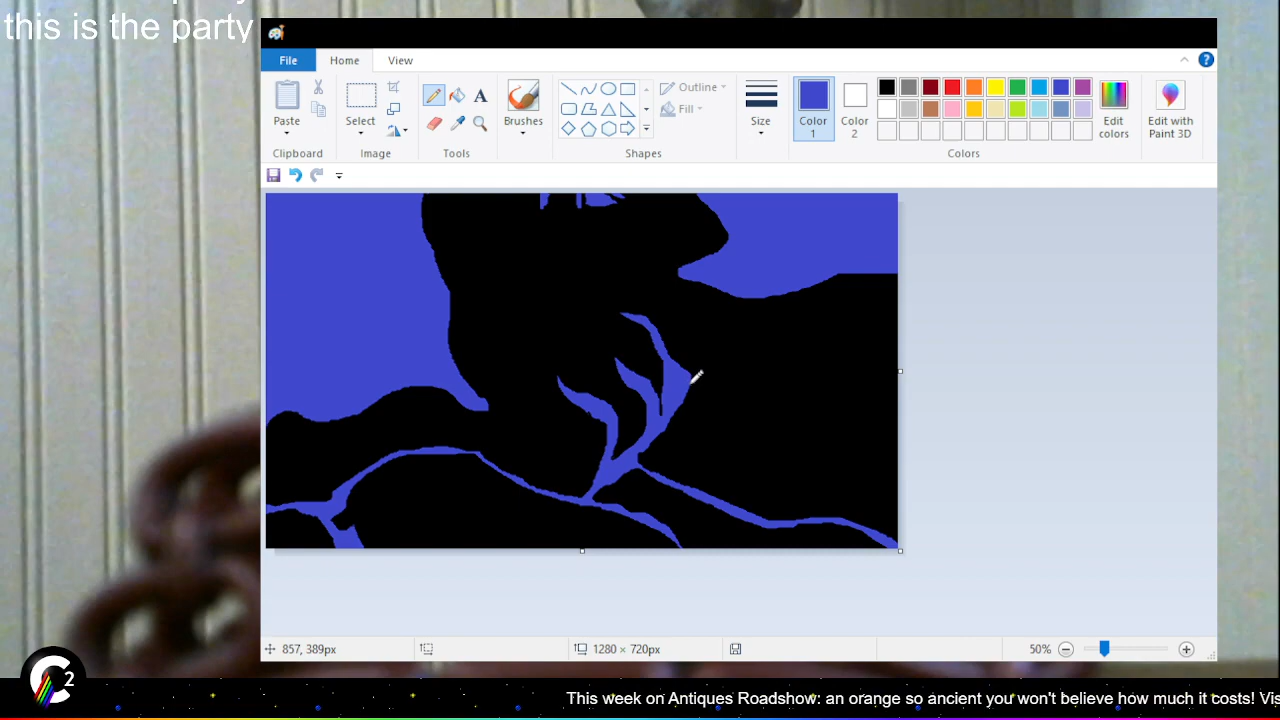 this is the party
File
Home
View
Paste
Select
Brushes
Outline
Fill
Size
Color
1
Color
2
Edit
colors
Edit with
Paint 3D
Clipboard
Image
Tools
Shapes
Colors
857, 389px
1280 × 720px
50%
2
This week on Antiques Roadshow: an orange so ancient you won't believe how much it costs! Vis